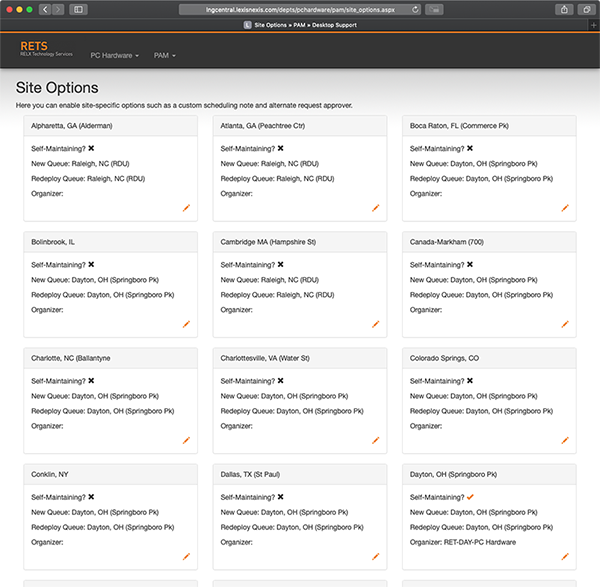 lngcentral.lexisnexis.com/depts/pchardware/pam/site_options.aspx
L Site Options » PAM » Desktop Support
RETS
RELX Technology Services
PC Hardware
PAM
Site Options
Here you can enable site-specific options such as a custom scheduling note and alternate request approver.
Alpharetta, GA (Alderman)
Self-Maintaining? ✖
New Queue: Raleigh, NC (RDU)
Redeploy Queue: Raleigh, NC (RDU)
Organizer:
Atlanta, GA (Peachtree Ctr)
Self-Maintaining? ✖
New Queue: Raleigh, NC (RDU)
Redeploy Queue: Raleigh, NC (RDU)
Organizer:
Boca Raton, FL (Commerce Pk)
Self-Maintaining? ✖
New Queue: Dayton, OH (Springboro Pk)
Redeploy Queue: Dayton, OH (Springboro Pk)
Organizer:
Bolinbrook, IL
Self-Maintaining? ✖
New Queue: Dayton, OH (Springboro Pk)
Redeploy Queue: Dayton, OH (Springboro Pk)
Organizer:
Cambridge MA (Hampshire St)
Self-Maintaining? ✖
New Queue: Raleigh, NC (RDU)
Redeploy Queue: Raleigh, NC (RDU)
Organizer:
Canada-Markham (700)
Self-Maintaining? ✖
New Queue: Dayton, OH (Springboro Pk)
Redeploy Queue: Dayton, OH (Springboro Pk)
Organizer:
Charlotte, NC (Ballantyne
Self-Maintaining? ✖
New Queue: Dayton, OH (Springboro Pk)
Redeploy Queue: Dayton, OH (Springboro Pk)
Organizer:
Charlottesville, VA (Water St)
Self-Maintaining? ✖
New Queue: Dayton, OH (Springboro Pk)
Redeploy Queue: Dayton, OH (Springboro Pk)
Organizer:
Colorado Springs, CO
Self-Maintaining? ✖
New Queue: Dayton, OH (Springboro Pk)
Redeploy Queue: Dayton, OH (Springboro Pk)
Organizer:
Conklin, NY
Self-Maintaining? ✖
New Queue: Dayton, OH (Springboro Pk)
Redeploy Queue: Dayton, OH (Springboro Pk)
Organizer:
Dallas, TX (St Paul)
Self-Maintaining? ✖
New Queue: Dayton, OH (Springboro Pk)
Redeploy Queue: Dayton, OH (Springboro Pk)
Organizer:
Dayton, OH (Springboro Pk)
Self-Maintaining? ✔
New Queue: Dayton, OH (Springboro Pk)
Redeploy Queue: Dayton, OH (Springboro Pk)
Organizer: RET-DAY-PC Hardware